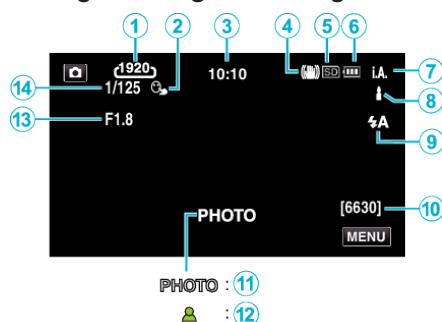 1 2 3 4 5 6
1920
10:10
SD
i.A. 7
14 1/125
8
13 F1.8
A 9
PHOTO
[6630] 10
MENU
PHOTO : 11
: 12